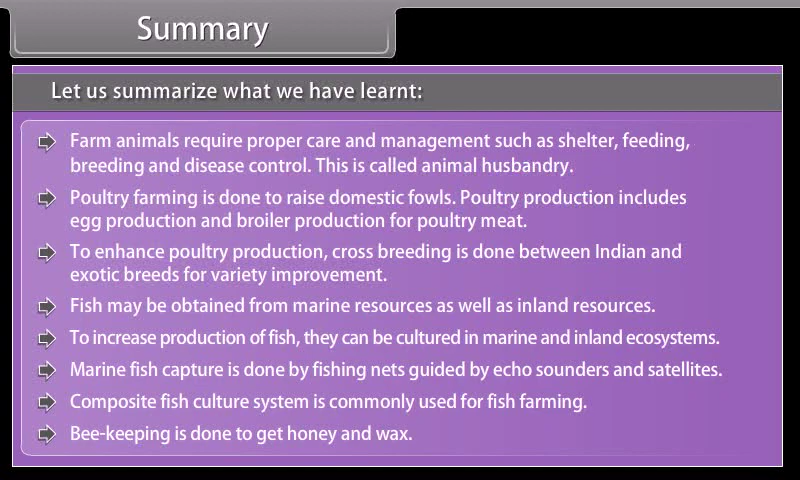 Summary
Let us summarize what we have learnt:
Farm animals require proper care and management such as shelter, feeding,
breeding and disease control. This is called animal husbandry.
Poultry farming is done to raise domestic fowls. Poultry production includes
egg production and broiler production for poultry meat.
To enhance poultry production, cross breeding is done between Indian and
exotic breeds for variety improvement.
Fish may be obtained from marine resources as well as inland resources.
To increase production of fish, they can be cultured in marine and inland ecosystems.
Marine fish capture is done by fishing nets guided by echo sounders and satellites.
Composite fish culture system is commonly used for fish farming.
Bee-keeping is done to get honey and wax.